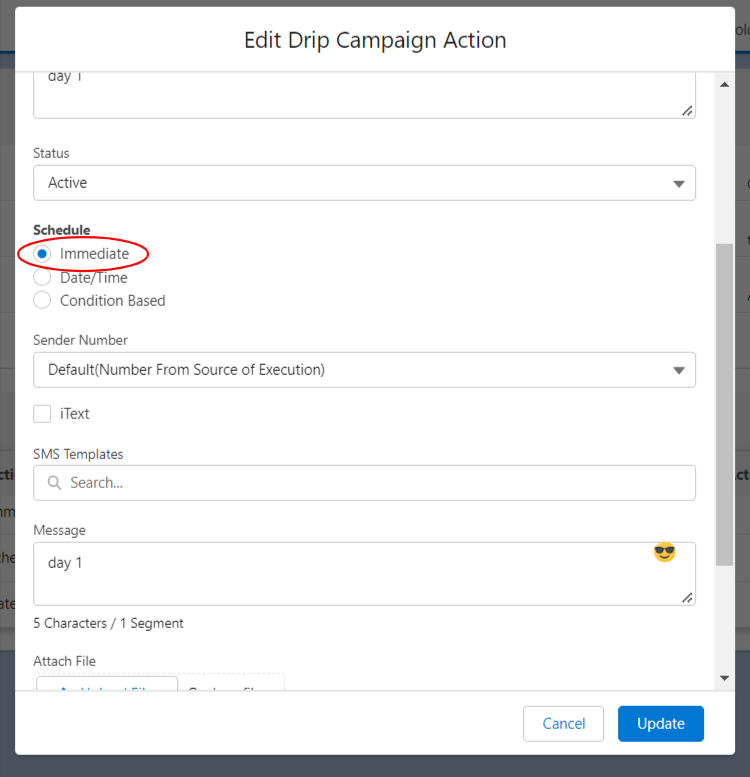 Edit Drip Campaign Action
day 1
Status
Active
Schedule
Immediate
Date/Time
Condition Based
Sender Number
Default(Number From Source of Execution)
iText
SMS Templates
Search...
Message
day 1
5 Characters / 1 Segment
Attach File
Cancel
Update